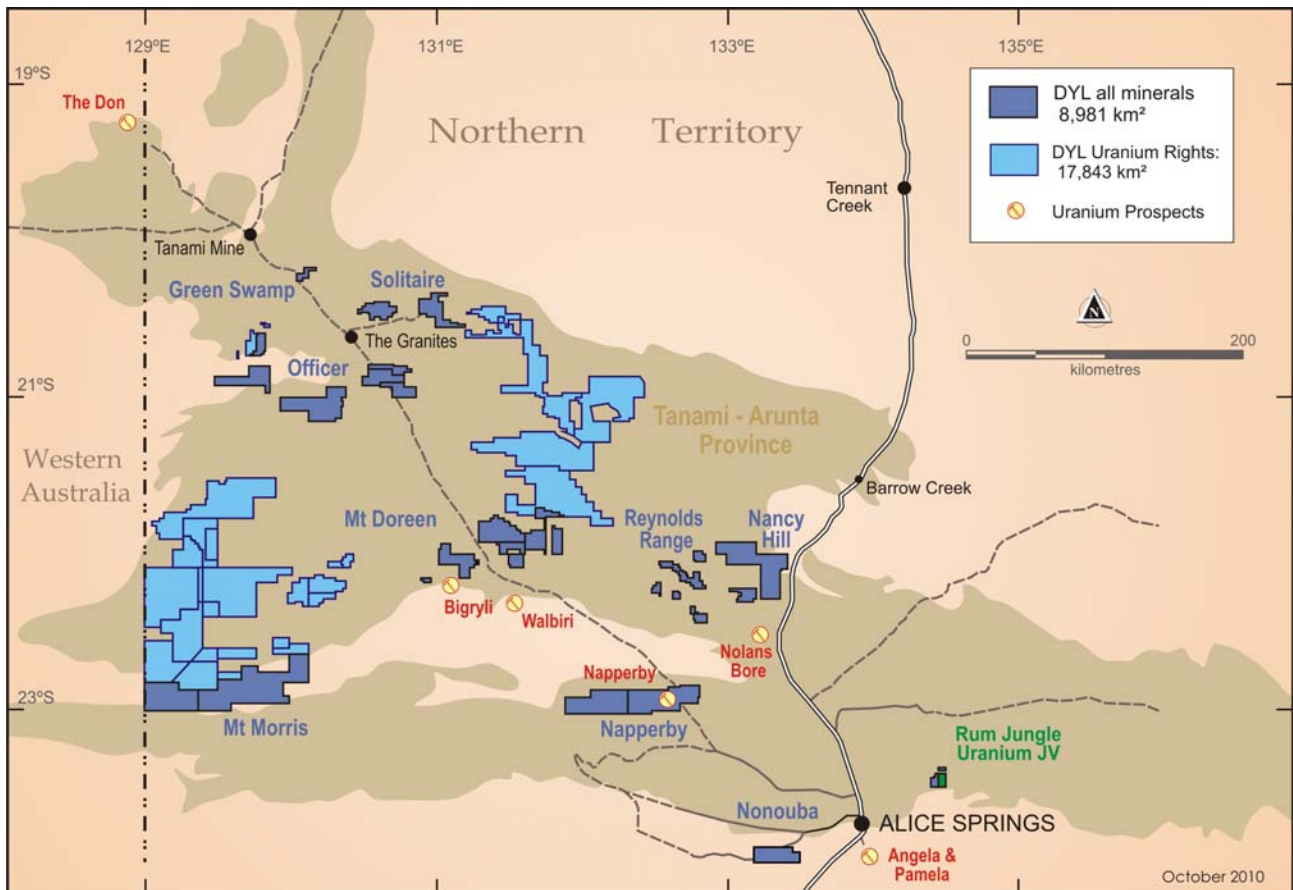 129ºE
131ºE
133ºE
135ºE
19ºS
21ºS
23ºS
The Don
Northern Territory
DYL all minerals
8,981 km²
DYL Uranium Rights:
17,843 km²
Uranium Prospects
Tennant
Creek
Tanami Mine
Green Swamp
Solitaire
The Granites
Officer
N
0
200
kilometres
Tanami - Arunta
Province
Western
Australia
Barrow Creek
Mt Doreen
Reynolds
Range
Nancy
Hill
Bigryli
Walbiri
Nolans
Bore
Napperby
Napperby
Mt Morris
Rum Jungle
Uranium JV
Nonouba
ALICE SPRINGS
Angela &
Pamela
October 2010